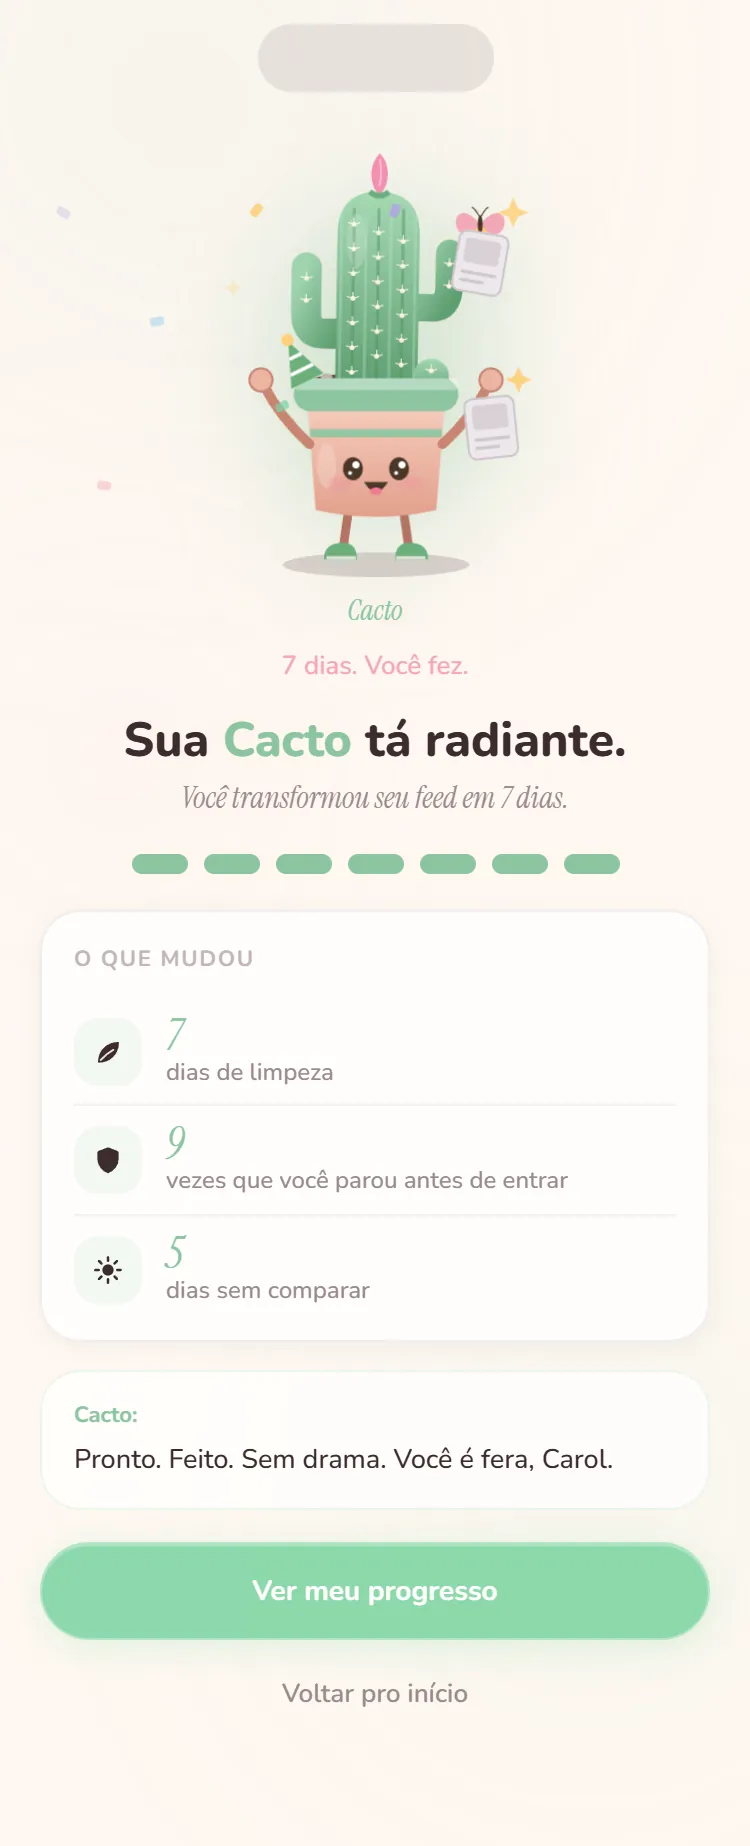 Cacto
7 dias. Você fez.
Sua Cacto tá radiante.
Você transformou seu feed em 7 dias.
O QUE MUDOU
7
dias de limpeza
9
vezes que você parou antes de entrar
5
dias sem comparar
Cacto:
Pronto. Feito. Sem drama. Você é fera, Carol.
Ver meu progresso
Voltar pro início